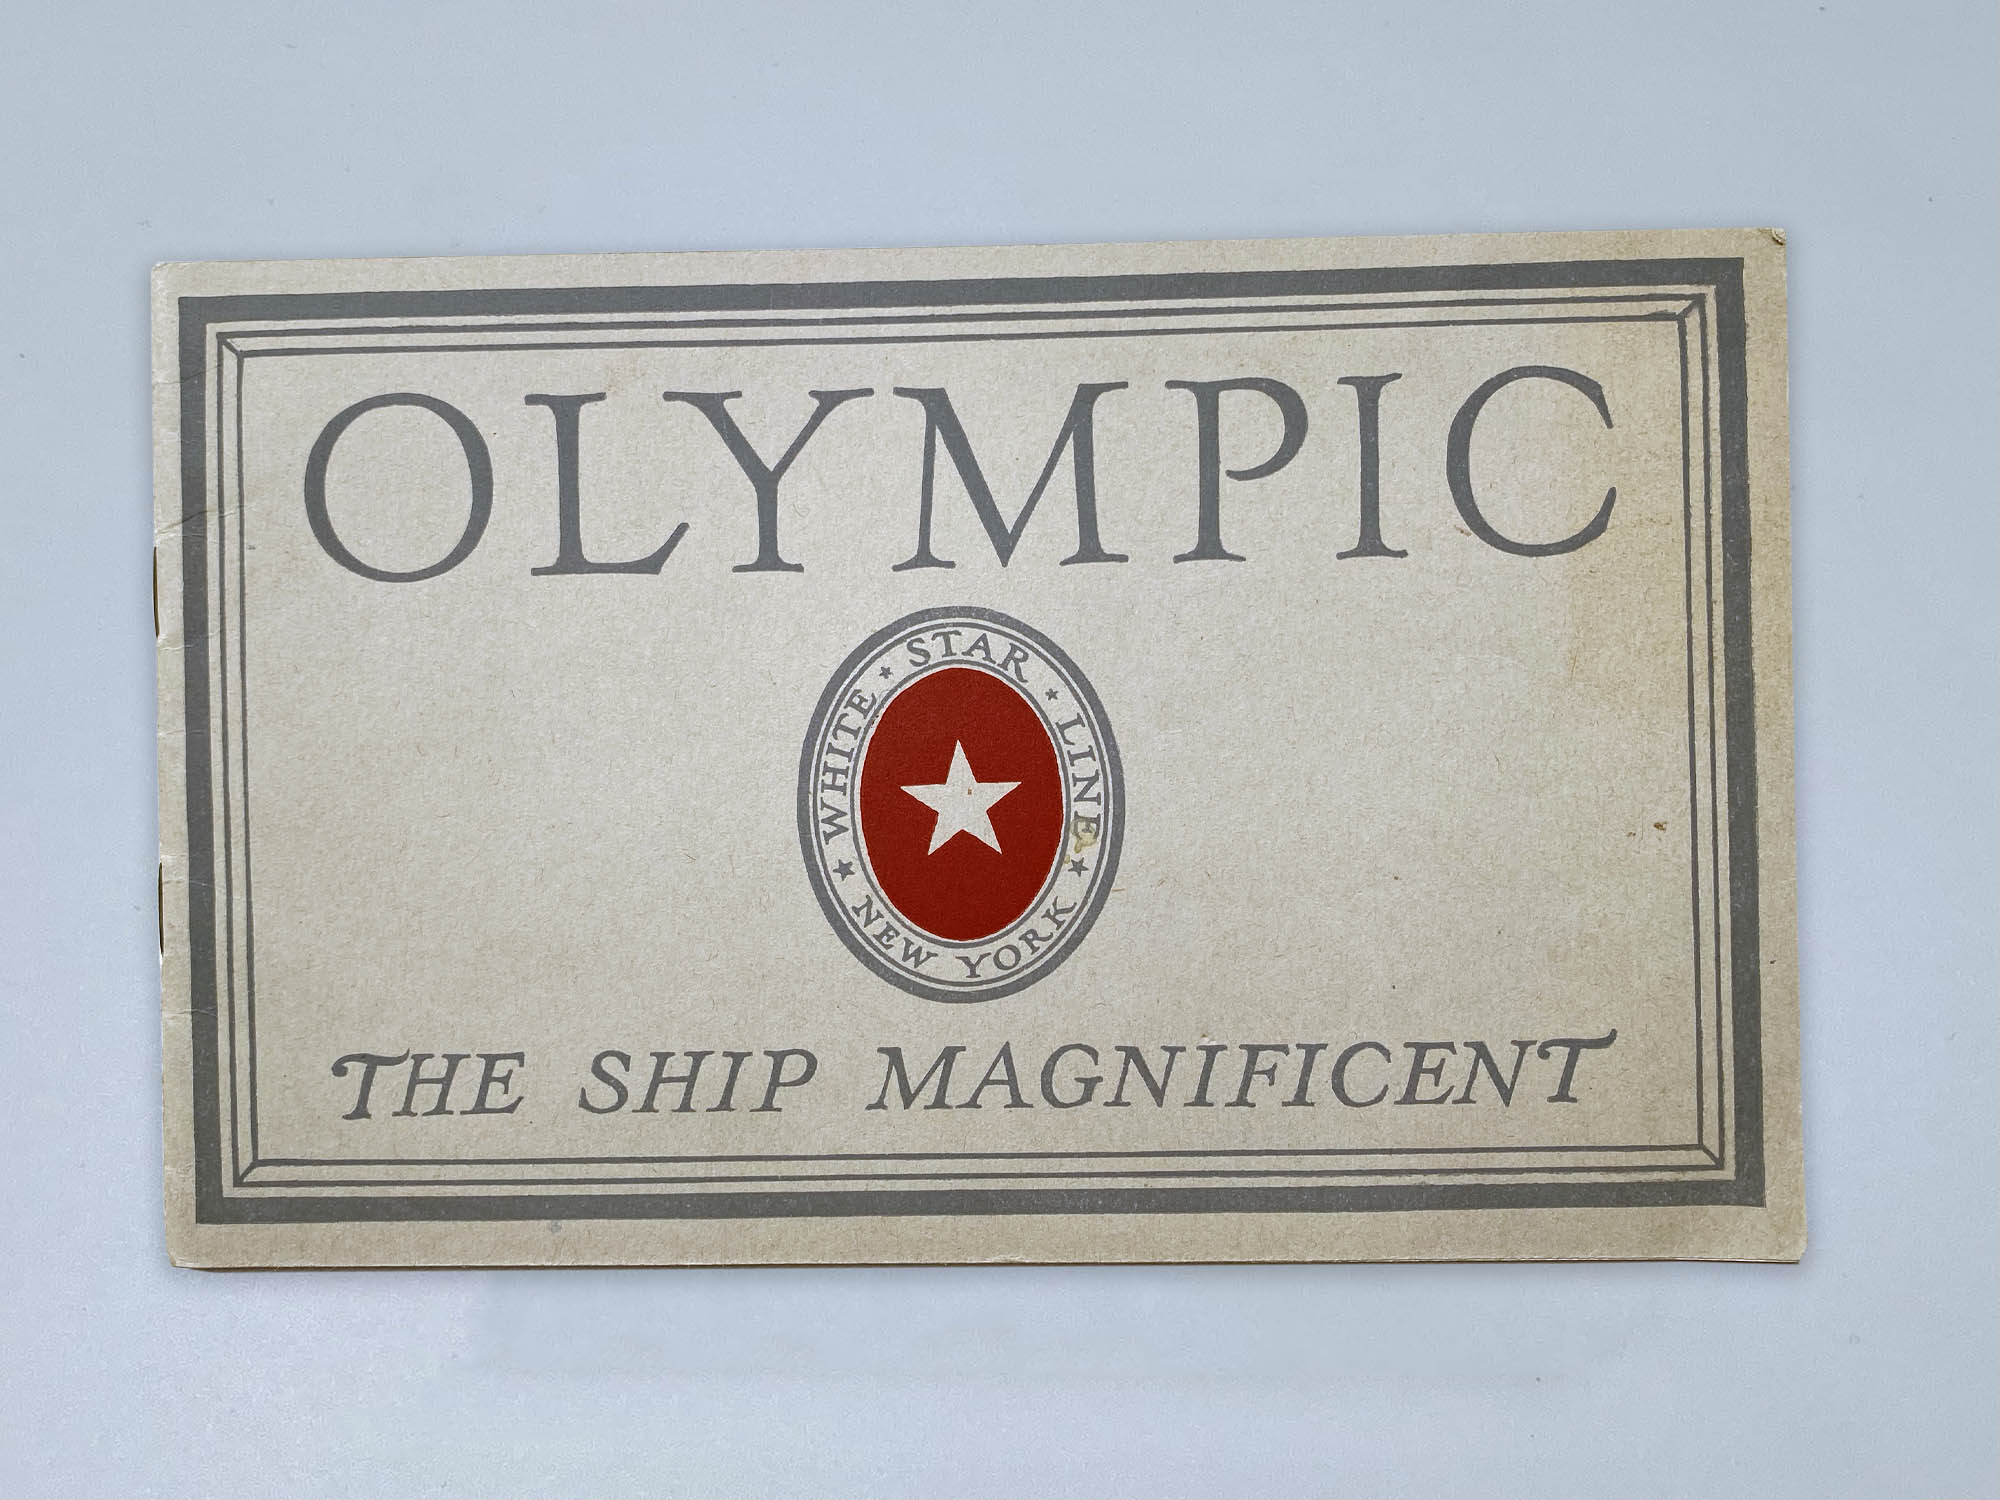 OLYMPIC
WHITE ★ STAR ★ LINE ★ NEW YORK ★
THE SHIP MAGNIFICENT